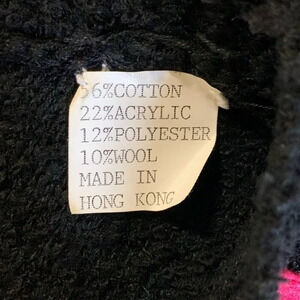 56%COTTON
22%ACRYLIC
12%POLYESTER
10%WOOL
MADE IN
HONG KONG